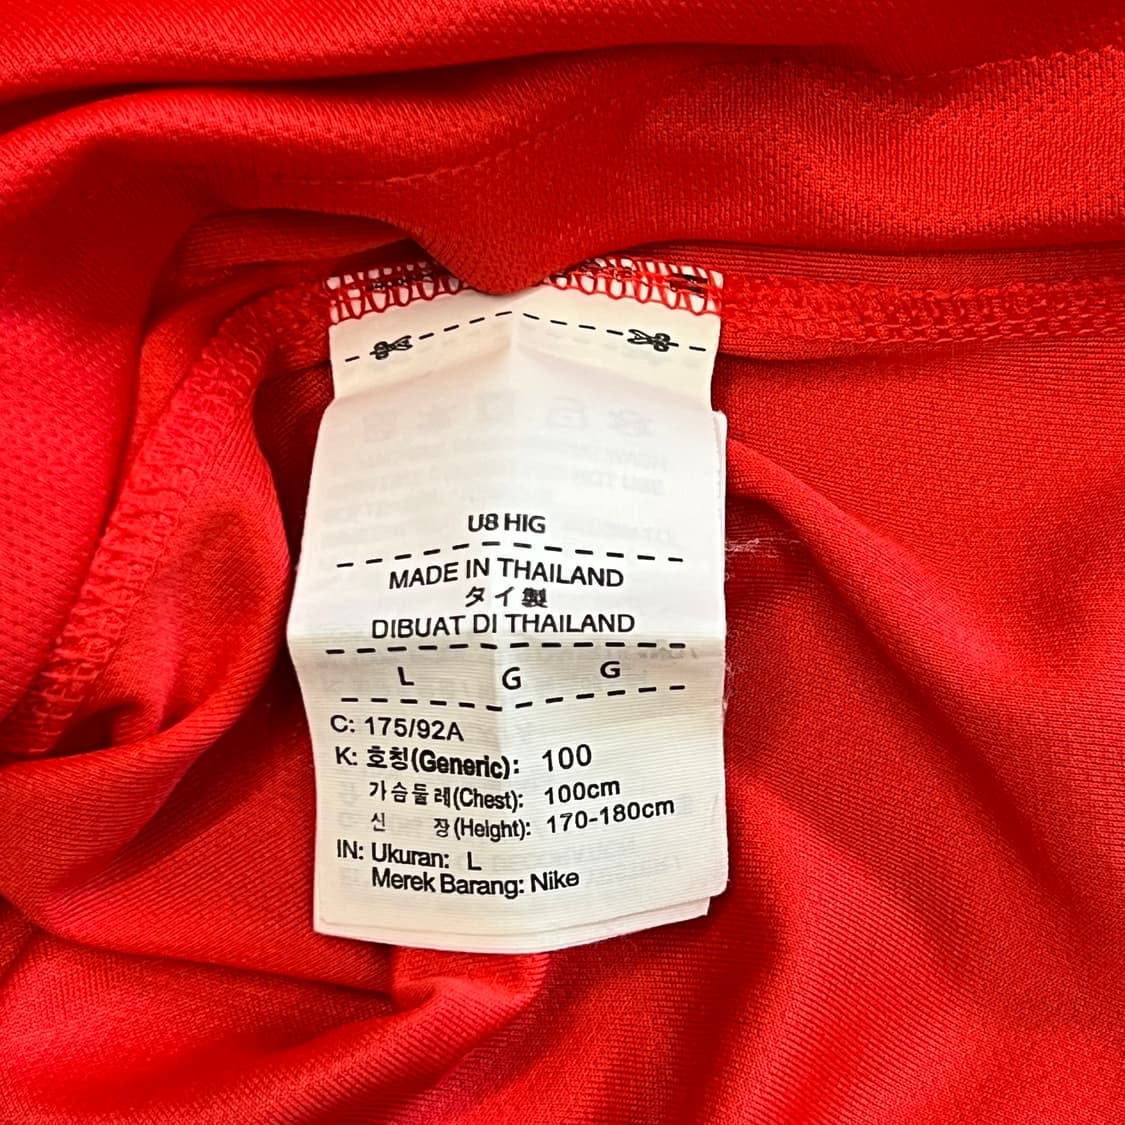 U8 HIG
MADE IN THAILAND
タイ製
DIBUAT DI THAILAND
L G G
C: 175/92A
K: 호칭(Generic): 100
가슴둘레(Chest): 100cm
신 장(Height): 170-180cm
IN: Ukuran: L
Merek Barang: Nike